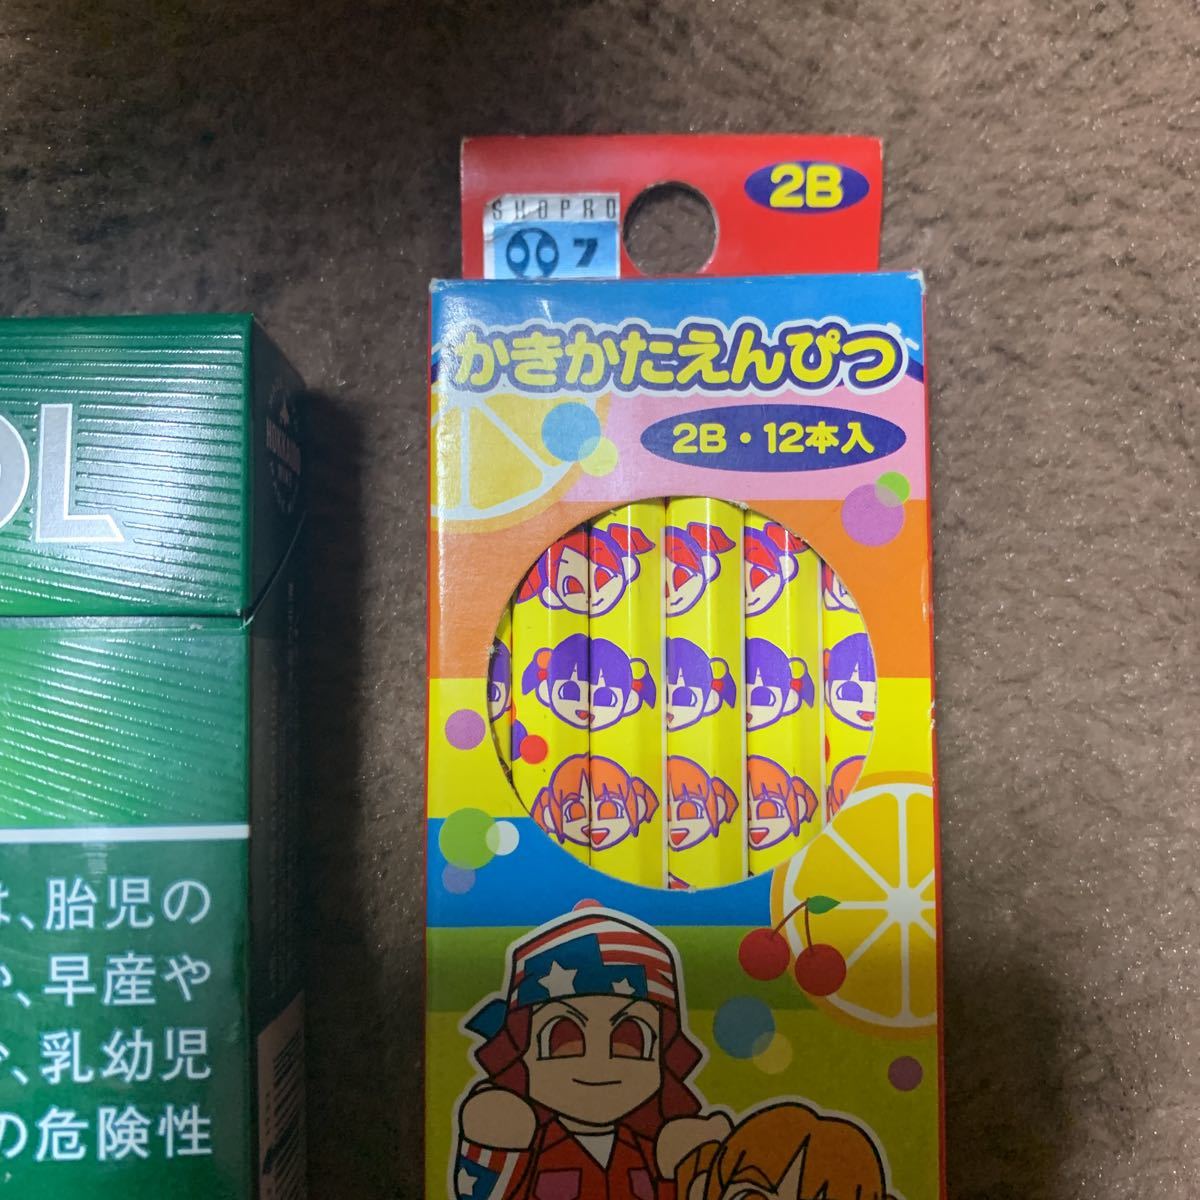 2B
SHOPRO
7
かきかたえんぴつ
2B・12本入
OL
は、胎児の
、早産や
、乳幼児
の危険性